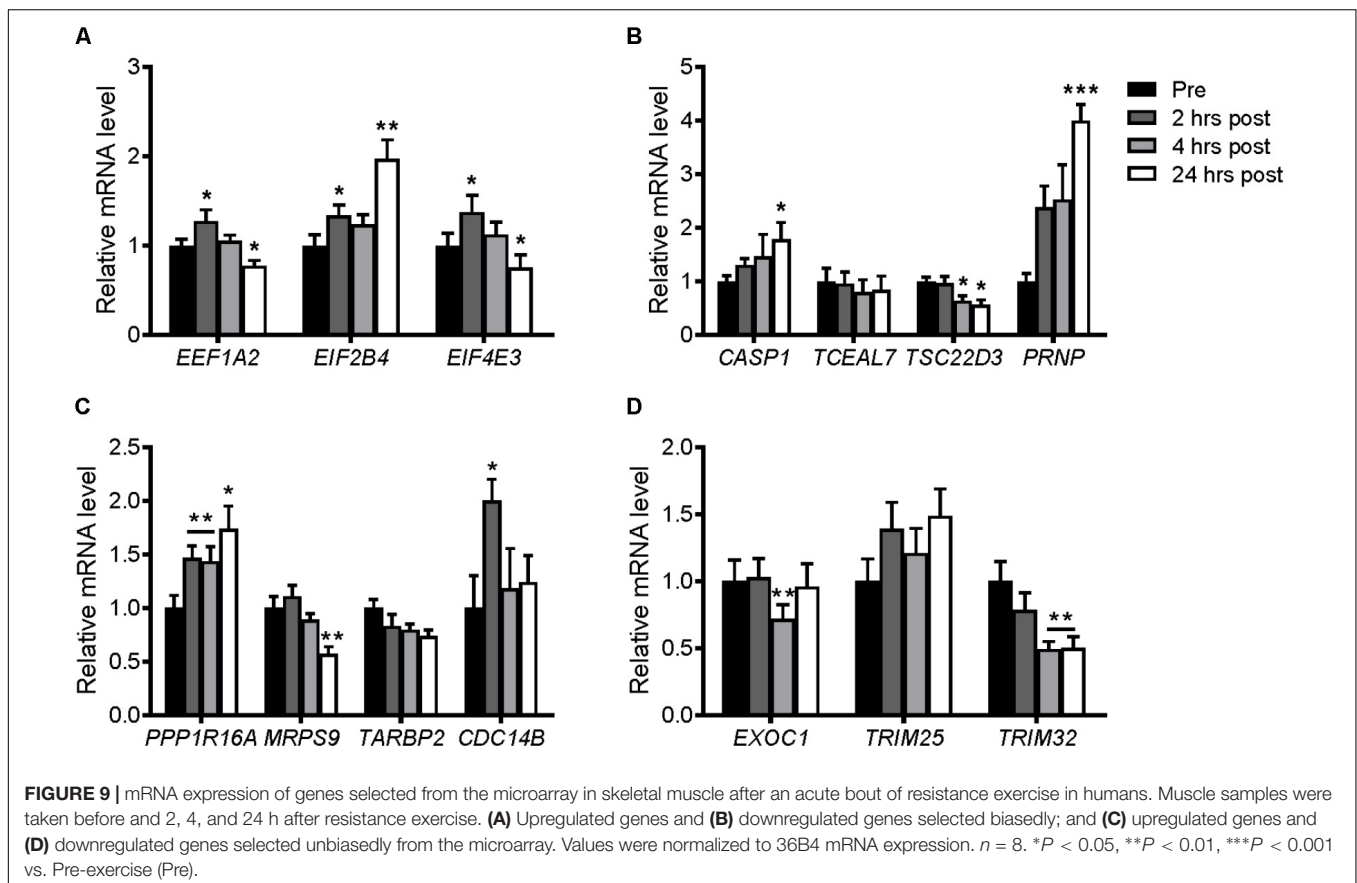 A
B
3
2
1
0
Relative mRNA level
*
*
*
**
*
*
EEF1A2 EIF2B4 EIF4E3
5
4
3
2
1
0
Relative mRNA level
*
*
*
***
CASP1 TCEAL7 TSC22D3 PRNP
Pre
2 hrs post
4 hrs post
24 hrs post
C
D
2.5
2.0
1.5
1.0
0.5
0.0
Relative mRNA level
**
*
**
*
PPP1R16A MRPS9 TARBP2 CDC14B
2.0
1.5
1.0
0.5
0.0
Relative mRNA level
**
**
EXOC1 TRIM25 TRIM32
FIGURE 9 | mRNA expression of genes selected from the microarray in skeletal muscle after an acute bout of resistance exercise in humans. Muscle samples were
taken before and 2, 4, and 24 h after resistance exercise. (A) Upregulated genes and (B) downregulated genes selected biasedly; and (C) upregulated genes and
(D) downregulated genes selected unbiasedly from the microarray. Values were normalized to 36B4 mRNA expression. n = 8. *P < 0.05, **P < 0.01, ***P < 0.001
vs. Pre-exercise (Pre).